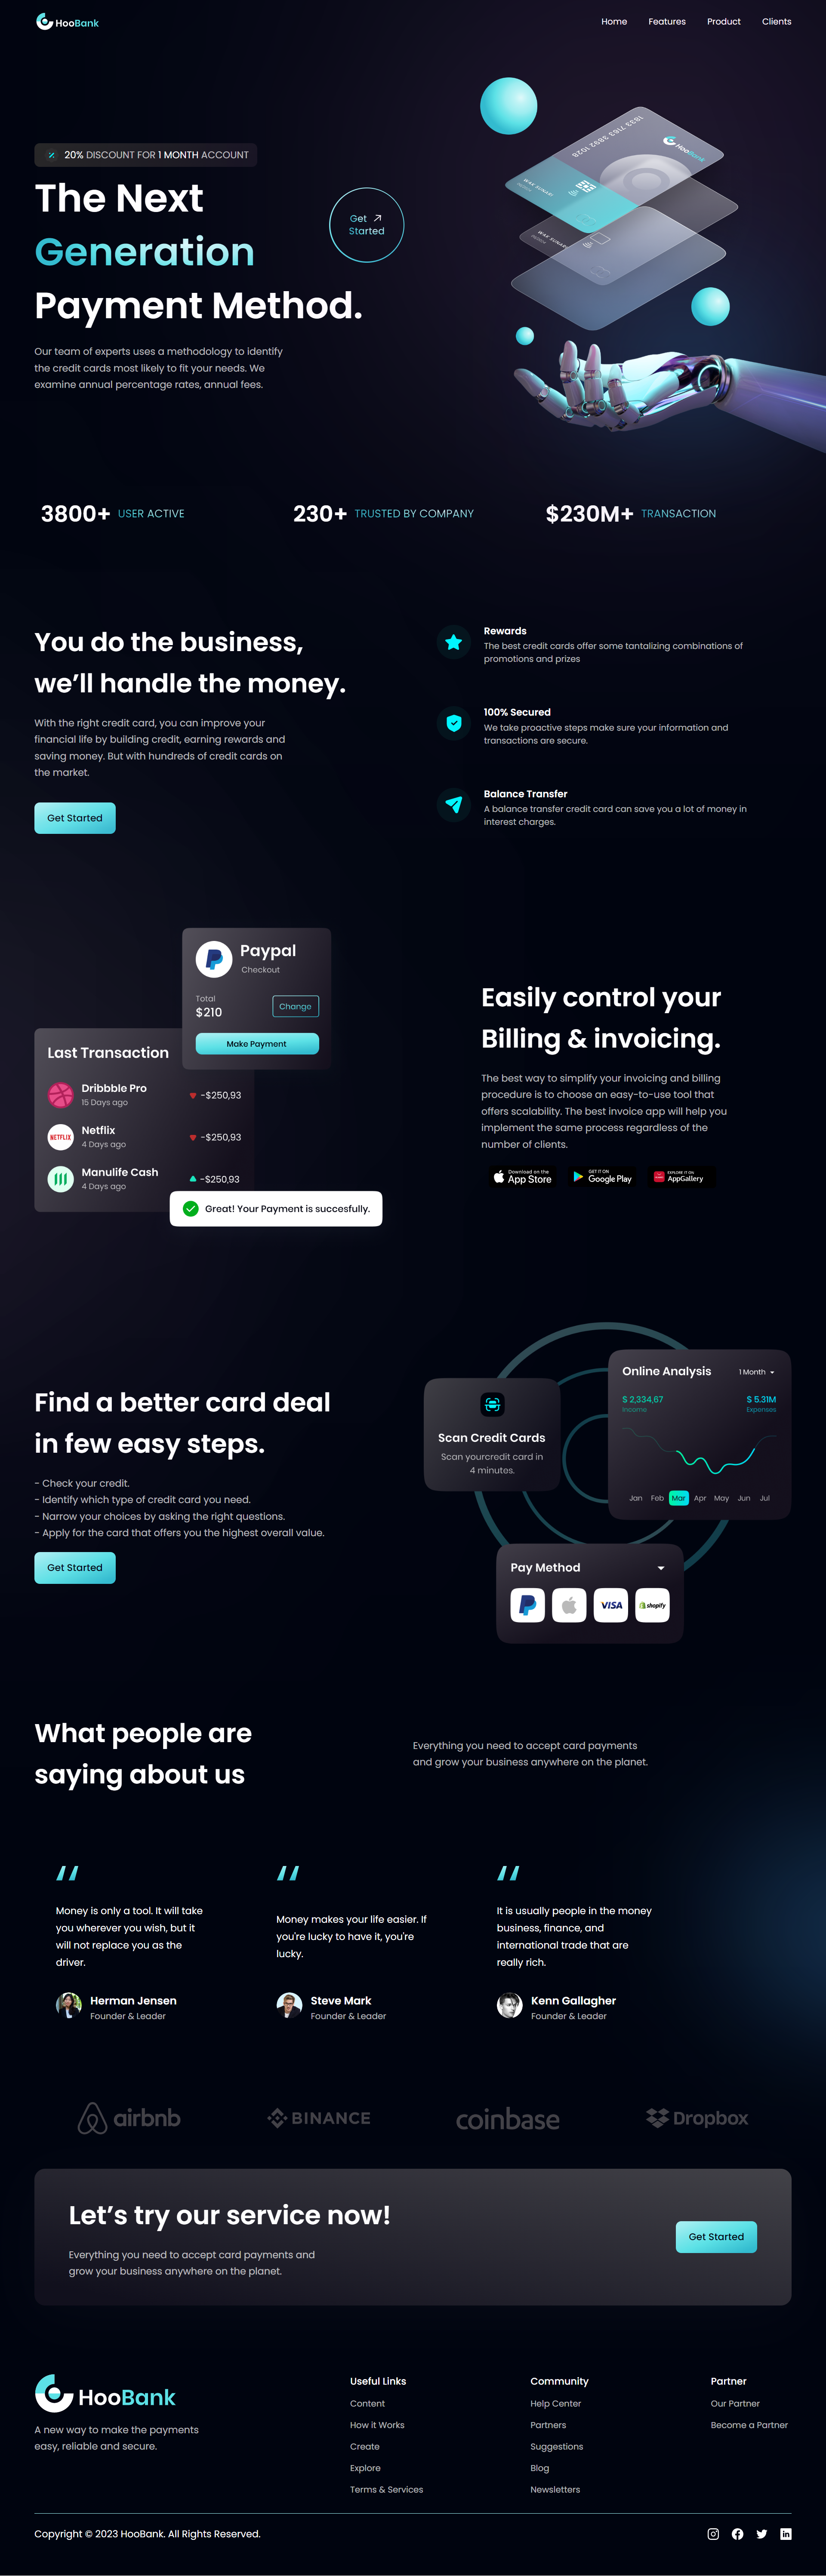 HooBank
Home Features Product Clients
20% DISCOUNT FOR 1 MONTH ACCOUNT
The Next
Generation
Payment Method.
Get
Started
Our team of experts uses a methodology to identify
the credit cards most likely to fit your needs. We
examine annual percentage rates, annual fees.
HooBank
3800+ USER ACTIVE
230+ TRUSTED BY COMPANY
$230M+ TRANSACTION
You do the business,
we’ll handle the money.
With the right credit card, you can improve your
financial life by building credit, earning rewards and
saving money. But with hundreds of credit cards on
the market.
Get Started
Rewards
The best credit cards offer some tantalizing combinations of
promotions and prizes
100% Secured
We take proactive steps make sure your information and
transactions are secure.
Balance Transfer
A balance transfer credit card can save you a lot of money in
interest charges.
Paypal
Checkout
Total
$210
Change
Make Payment
Last Transaction
Dribbble Pro
15 Days ago
-$250,93
NETFLIX
Netflix
4 Days ago
-$250,93
Manulife Cash
4 Days ago
-$250,93
Great! Your Payment is succesfully.
Easily control your
Billing & invoicing.
The best way to simplify your invoicing and billing
procedure is to choose an easy-to-use tool that
offers scalability. The best invoice app will help you
implement the same process regardless of the
number of clients.
Download on the
App Store
GET IT ON
Google Play
EXPLORE IT ON
AppGallery
Find a better card deal
in few easy steps.
- Check your credit.
- Identify which type of credit card you need.
- Narrow your choices by asking the right questions.
- Apply for the card that offers you the highest overall value.
Get Started
Scan Credit Cards
Scan yourcredit card in
4 minutes.
Online Analysis
1 Month
$ 2,334,67
Income
$ 5.31M
Expenses
Jan Feb Mar Apr May Jun Jul
Pay Method
VISA
shopify
What people are
saying about us
Everything you need to accept card payments
and grow your business anywhere on the planet.
Money is only a tool. It will take
you wherever you wish, but it
will not replace you as the
driver.
Herman Jensen
Founder & Leader
Money makes your life easier. If
you're lucky to have it, you're
lucky.
Steve Mark
Founder & Leader
It is usually people in the money
business, finance, and
international trade that are
really rich.
Kenn Gallagher
Founder & Leader
airbnb
BINANCE
coinbase
Dropbox
Let’s try our service now!
Everything you need to accept card payments and
grow your business anywhere on the planet.
Get Started
HooBank
A new way to make the payments
easy, reliable and secure.
Useful Links
Content
How it Works
Create
Explore
Terms & Services
Community
Help Center
Partners
Suggestions
Blog
Newsletters
Partner
Our Partner
Become a Partner
Copyright © 2023 HooBank. All Rights Reserved.